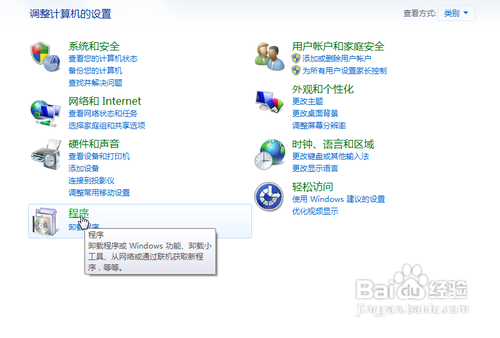 调整计算机的设置
查看方式: 类别
系统和安全
查看您的计算机状态
备份您的计算机
查找并解决问题
网络和 Internet
查看网络状态和任务
选择家庭组和共享选项
硬件和声音
查看设备和打印机
添加设备
连接到投影仪
调整常用移动设置
程序
卸载程序
程序
卸载程序或 Windows 功能、卸载小
工具、从网络或通过联机获取新程
序，等等。
用户帐户和家庭安全
添加或删除用户帐户
为所有用户设置家长控制
外观和个性化
更改主题
更改桌面背景
调整屏幕分辨率
时钟、语言和区域
更改键盘或其他输入法
更改显示语言
轻松访问
使用 Windows 建议的设置
优化视频显示
Baidu 经验
jingyan.baidu.com